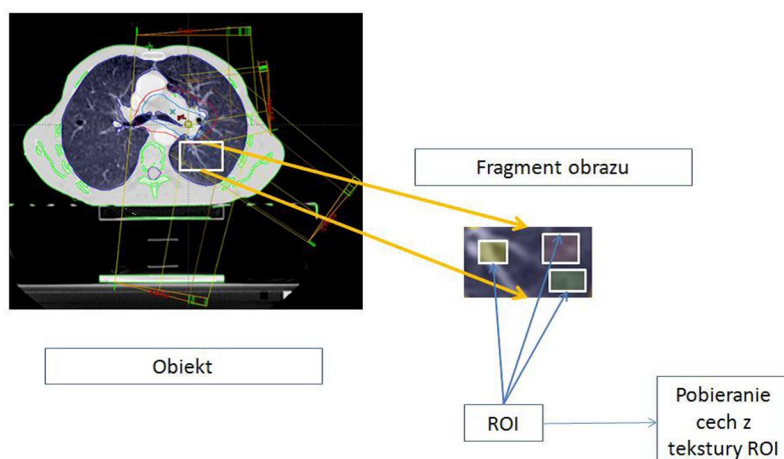 Fragment obrazu
Obiekt
ROI
Pobieranie
cech z
tekstury ROI